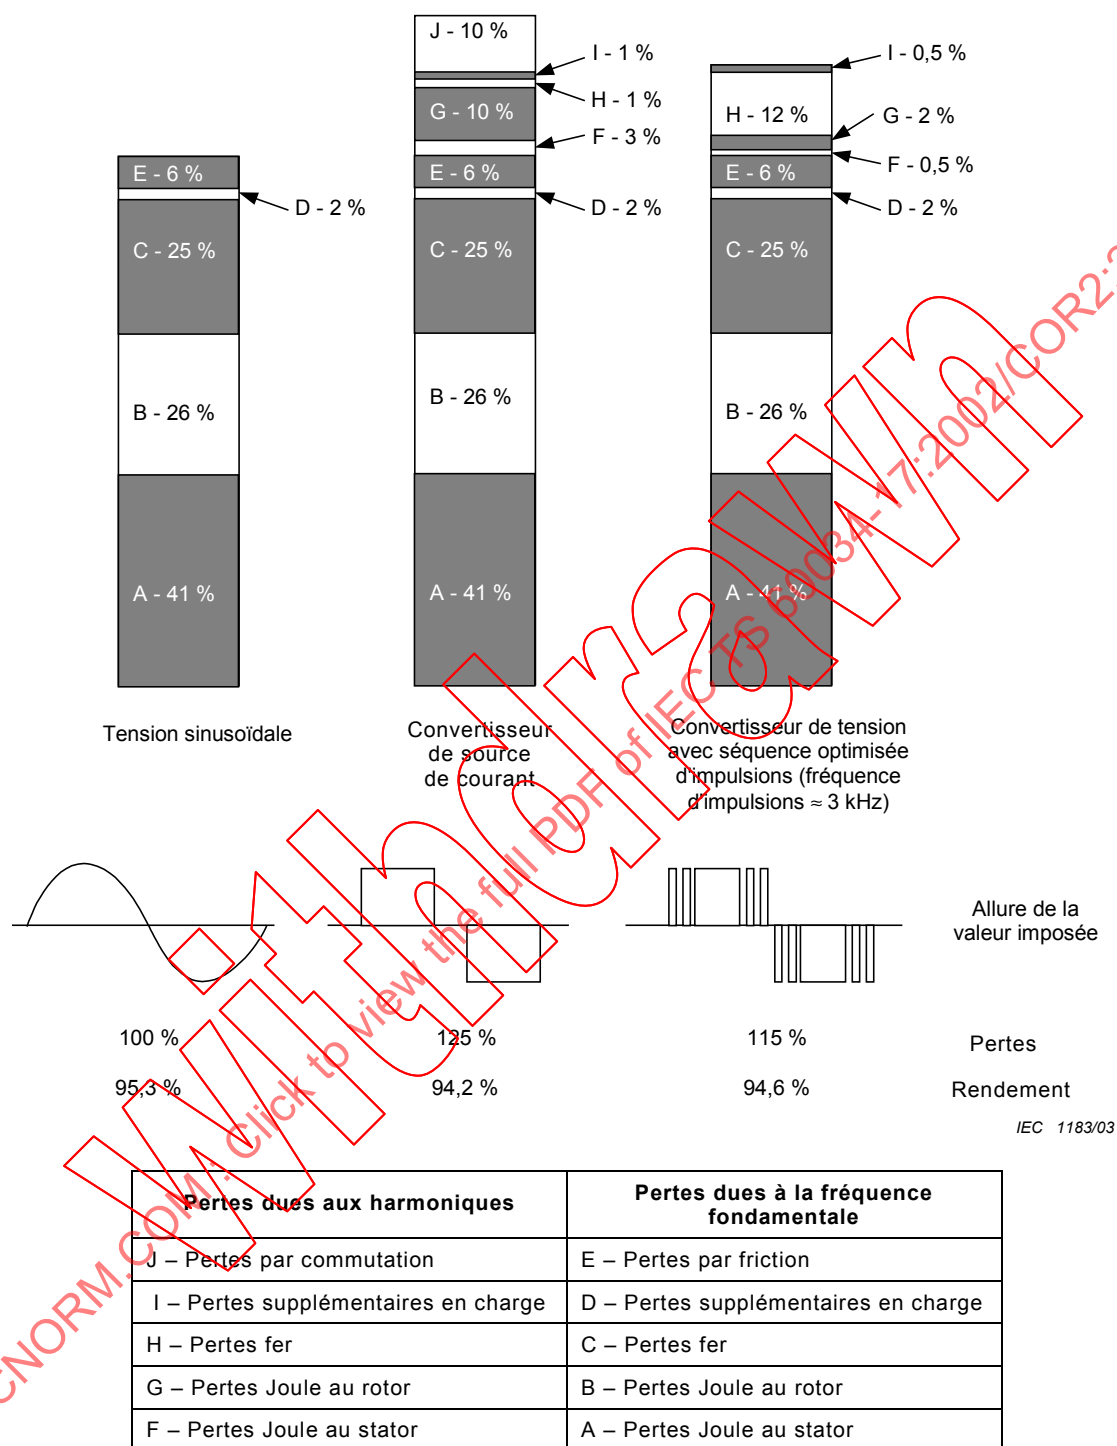 J - 10 %
I - 1 %
I - 0,5 %
H - 1 %
G - 10 %
H - 12 %
G - 2 %
F - 3 %
E - 6 %
E - 6 %
E - 6 %
F - 0,5 %
D - 2 %
D - 2 %
D - 2 %
C - 25 %
C - 25 %
C - 25 %
B - 26 %
B - 26 %
B - 26 %
A - 41 %
A - 41 %
A - 41 %
Tension sinusoïdale
Convertisseur
de source
de courant
Convertisseur de tension
avec séquence optimisée
d'impulsions (fréquence
d'impulsions ≈ 3 kHz)
Allure de la
valeur imposée
100 %
125 %
115 %
Pertes
95,3 %
94,2 %
94,6 %
Rendement
IEC 1183/03
Pertes dues aux harmoniques
Pertes dues à la fréquence
fondamentale
J – Pertes par commutation
E – Pertes par friction
I – Pertes supplémentaires en charge
D – Pertes supplémentaires en charge
H – Pertes fer
C – Pertes fer
G – Pertes Joule au rotor
B – Pertes Joule au rotor
F – Pertes Joule au stator
A – Pertes Joule au stator
Withdrawn
CNORM.COM : Click to view the full PDF of IEC TS 60034-17:2002/COR2: